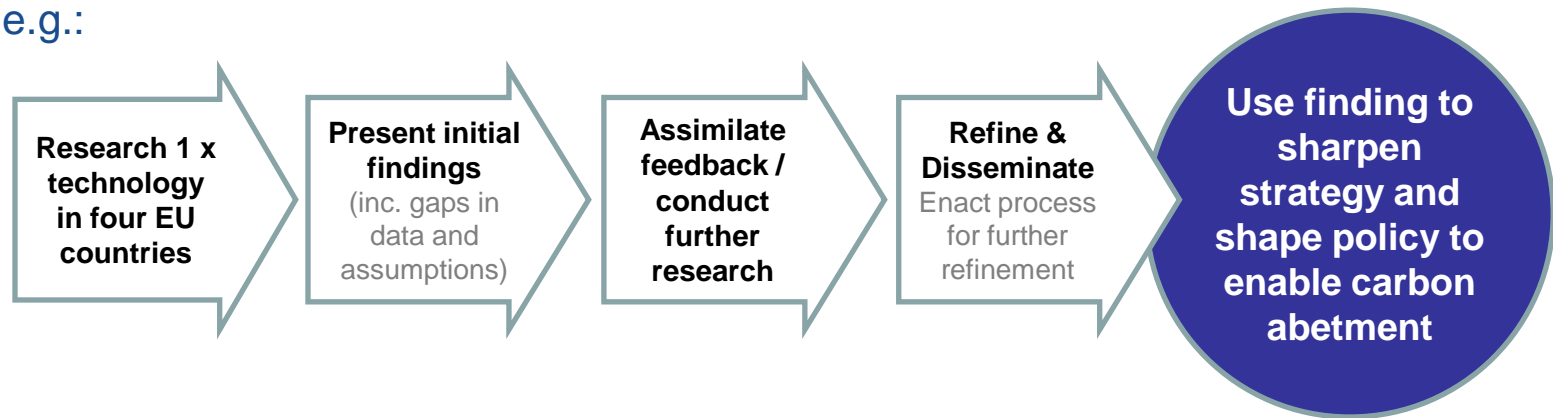 e.g.:
Research 1 x
technology
in four EU
countries
Present initial
findings
(inc. gaps in
data and
assumptions)
Assimilate
feedback /
conduct
further
research
Refine &
Disseminate
Enact process
for further
refinement
Use finding to
sharpen
strategy and
shape policy to
enable carbon
abetment